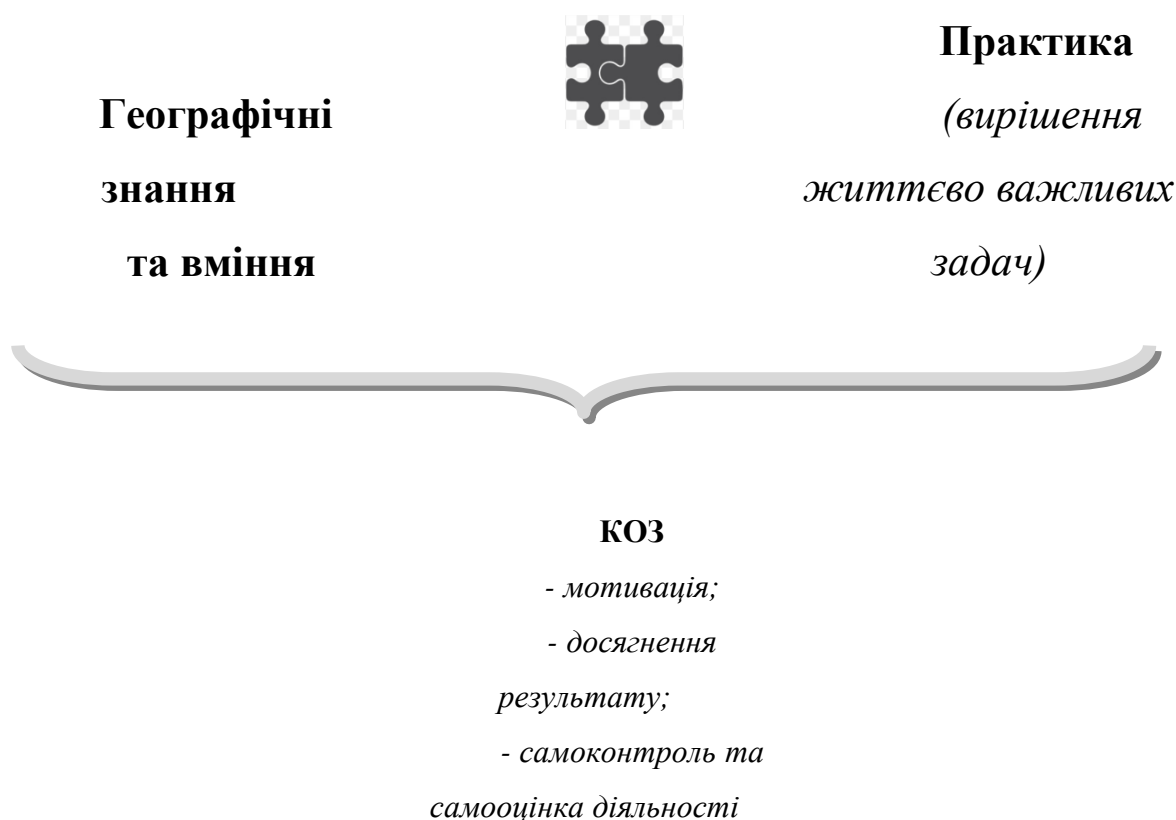 Географічні
знання
та вміння
Практика
(вирішення
життєво важливих
задач)
КОЗ
- мотивація;
- досягнення
результату;
- самоконтроль та
самооцінка діяльності